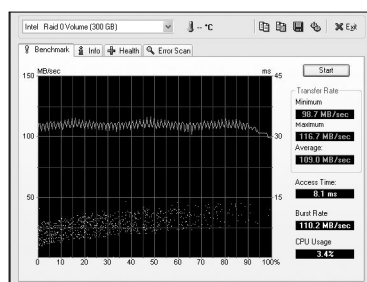 Intel Raid 0 Volume (300 GB)
-- °C
Exit
Benchmark Info Health Error Scan
MB/sec ms
150 45
100 30
50 15
0 10 20 30 40 50 60 70 80 90 100%
Start
Transfer Rate
Minimum
98.7 MB/sec
Maximum
116.7 MB/sec
Average:
109.0 MB/sec
Access Time:
8.1 ms
Burst Rate
110.2 MB/sec
CPU Usage
3.4%